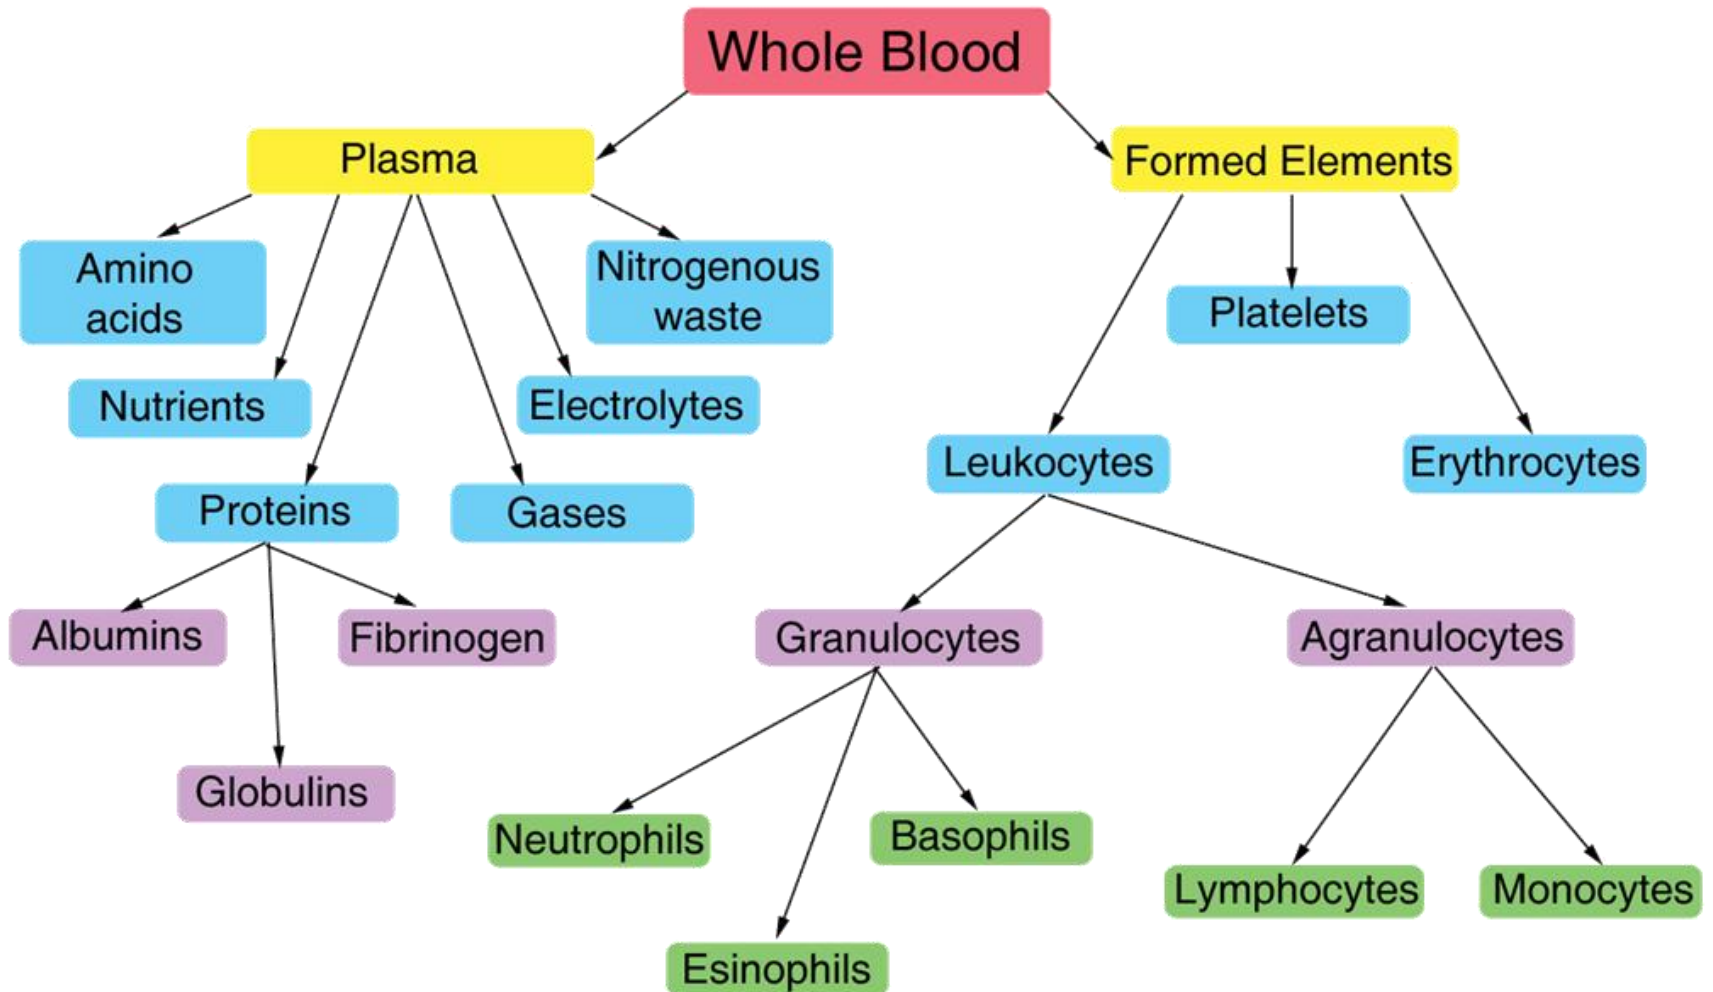 Whole Blood
Plasma
Formed Elements
Amino
acids
Nitrogenous
waste
Platelets
Nutrients
Electrolytes
Leukocytes
Erythrocytes
Proteins
Gases
Albumins
Fibrinogen
Granulocytes
Agranulocytes
Globulins
Neutrophils
Basophils
Lymphocytes
Monocytes
Esinophils